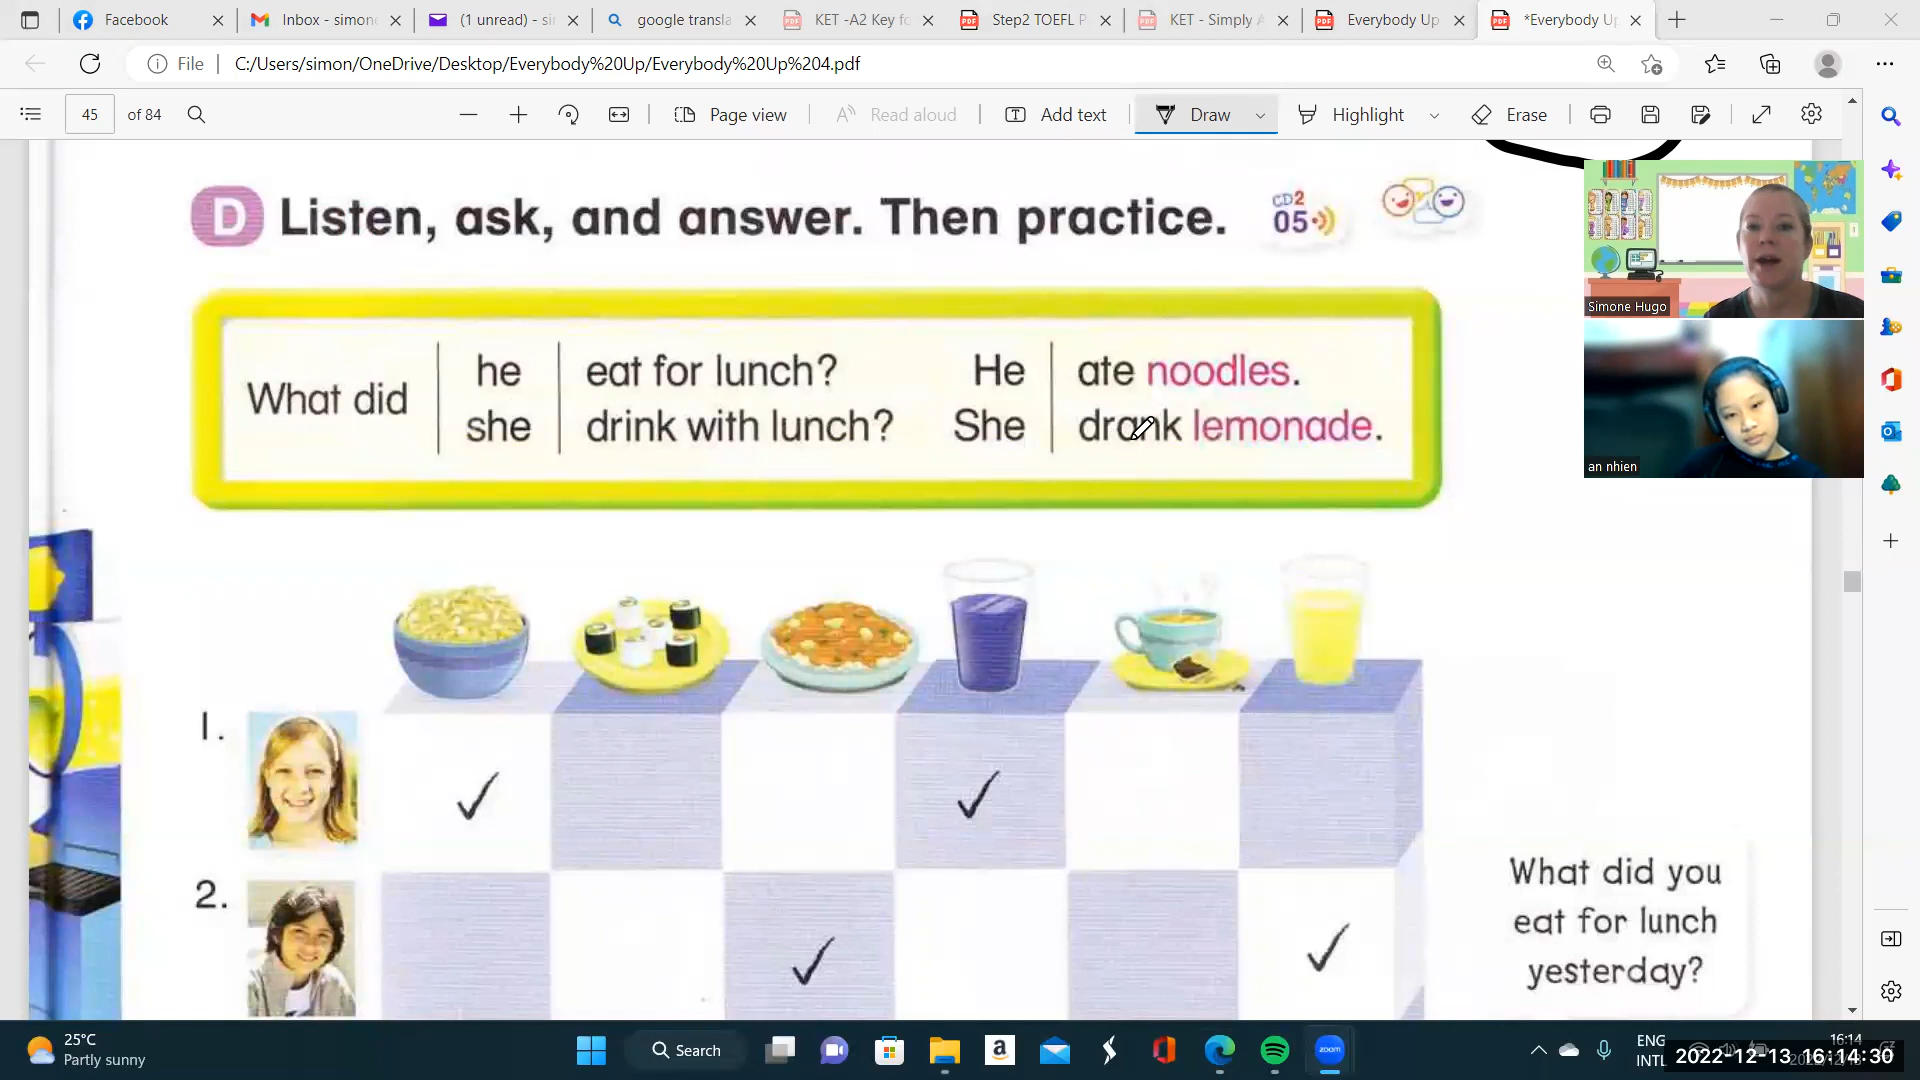 Facebook
Inbox - simon
(1 unread) - si
google transla
KET -A2 Key fo
Step2 TOEFL P
KET - Simply A
Everybody Up
*Everybody Up
File
C:/Users/simon/OneDrive/Desktop/Everybody%20Up/Everybody%20Up%204.pdf
45 of 84
Page view
Read aloud
Add text
Draw
Highlight
Erase
D Listen, ask, and answer. Then practice.
CD2
05
What did
he eat for lunch? He ate noodles.
she drink with lunch? She drank lemonade.
Simone Hugo
an nhien
1.
2.
What did you
eat for lunch
yesterday?
25°C
Partly sunny
Search
zoom
ENG
INTL
16:14
2022-12-13 16:14:30